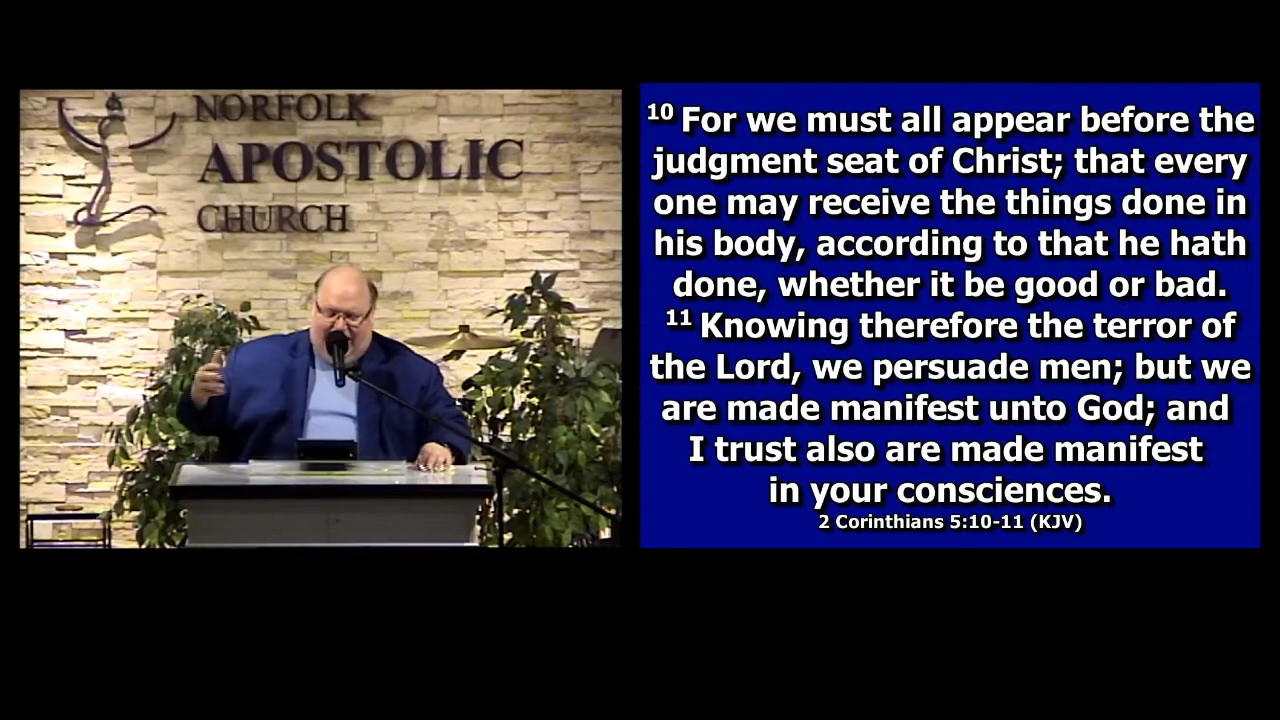 NORFOLK
APOSTOLIC
CHURCH
10 For we must all appear before the
judgment seat of Christ; that every
one may receive the things done in
his body, according to that he hath
done, whether it be good or bad.
11 Knowing therefore the terror of
the Lord, we persuade men; but we
are made manifest unto God; and
I trust also are made manifest
in your consciences.
2 Corinthians 5:10-11 (KJV)